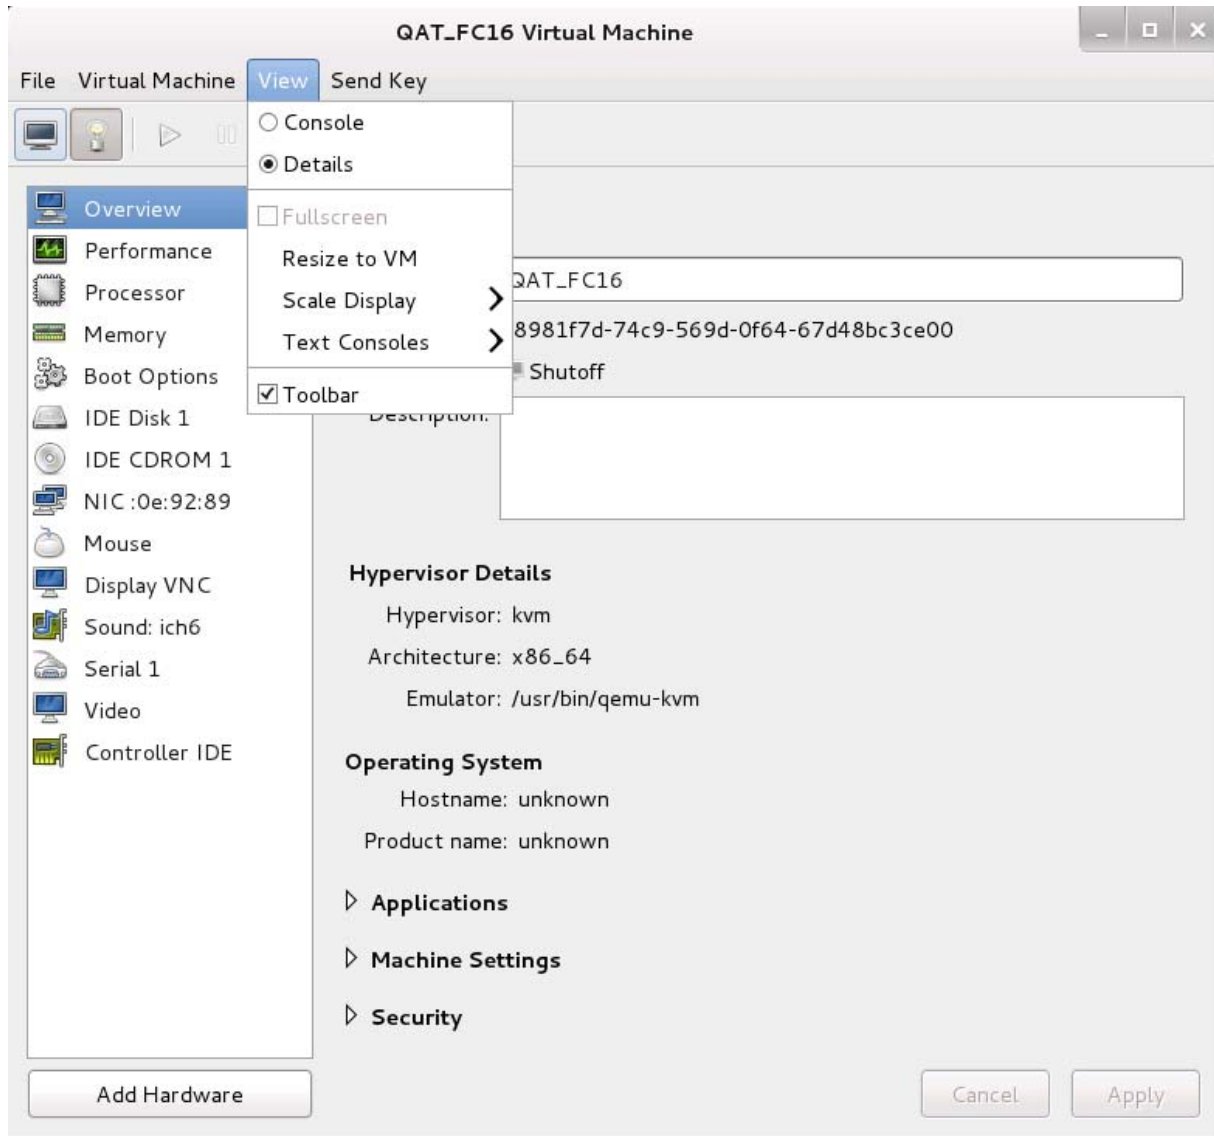 QAT_FC16 Virtual Machine
File Virtual Machine View Send Key
Console
Details
Fullscreen
Resize to VM
Scale Display
Text Consoles
Toolbar
Overview
Performance
Processor
Memory
Boot Options
IDE Disk 1
IDE CDROM 1
NIC :0e:92:89
Mouse
Display VNC
Sound: ich6
Serial 1
Video
Controller IDE
Add Hardware
QAT_FC16
8981f7d-74c9-569d-0f64-67d48bc3ce00
Shutoff
Description:
Hypervisor Details
Hypervisor: kvm
Architecture: x86_64
Emulator: /usr/bin/qemu-kvm
Operating System
Hostname: unknown
Product name: unknown
Applications
Machine Settings
Security
Cancel Apply